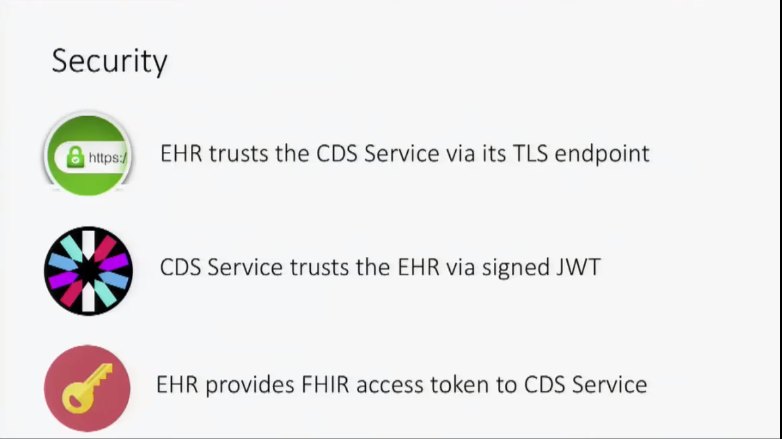 Security
https:/
EHR trusts the CDS Service via its TLS endpoint
CDS Service trusts the EHR via signed JWT
EHR provides FHIR access token to CDS Service